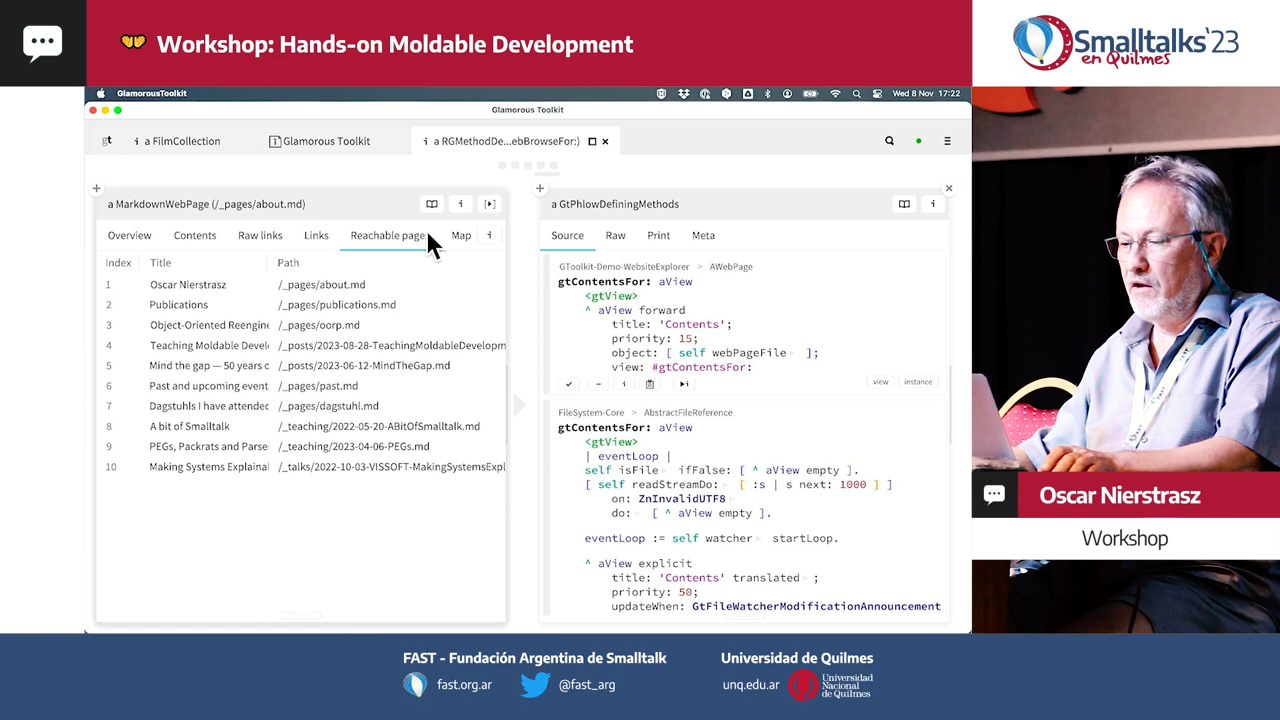 Workshop: Hands-on Moldable Development
Smalltalks'23
en Quilmes
GlamorousToolkit
Wed 8 Nov 17:22
Glamorous Toolkit
gt
a FilmCollection
Glamorous Toolkit
a RGMethodDe...ebBrowseFor:)
a MarkdownWebPage (/_pages/about.md)
Overview Contents Raw links Links Reachable page Map i
Index Title Path
1 Oscar Nierstrasz /_pages/about.md
2 Publications /_pages/publications.md
3 Object-Oriented Reengine /_pages/oorp.md
4 Teaching Moldable Devel /_posts/2023-08-28-TeachingMoldableDevelopm
5 Mind the gap — 50 years o /_posts/2023-06-12-MindTheGap.md
6 Past and upcoming event /_pages/past.md
7 Dagstuhls I have attended /_pages/dagstuhl.md
8 A bit of Smalltalk /_teaching/2022-05-20-ABitOfSmalltalk.md
9 PEGs, Packrats and Parse /_teaching/2023-04-06-PEGs.md
10 Making Systems Explainal /_talks/2022-10-03-VISSOFT-MakingSystemsExpl
a GtPhlowDefiningMethods
Source Raw Print Meta
GToolkit-Demo-WebsiteExplorer > AWebPage
gtContentsFor: aView
<gtView>
^ aView forward
title: 'Contents';
priority: 15;
object: [ self webPageFile ];
view: #gtContentsFor:
view instance
FileSystem-Core > AbstractFileReference
gtContentsFor: aView
<gtView>
| eventLoop |
self isFile ifFalse: [ ^ aView empty ].
[ self readStreamDo: [ :s | s next: 1000 ] ]
on: ZnInvalidUTF8
do: [ ^ aView empty ].
eventLoop := self watcher startLoop.
^ aView explicit
title: 'Contents' translated ;
priority: 50;
updateWhen: GtFileWatcherModificationAnnouncement
Oscar Nierstrasz
Workshop
FAST - Fundación Argentina de Smalltalk
fast.org.ar
@fast_arg
Universidad de Quilmes
unq.edu.ar
Universidad
Nacional
de Quilmes